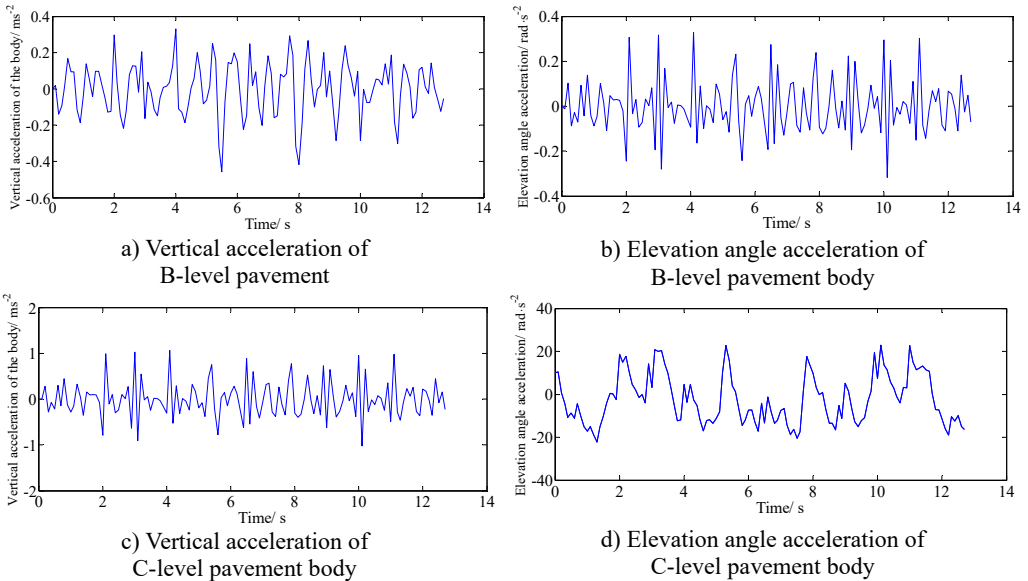 Vertical acceleration of the body/ ms-2
0.4
0.2
0
-0.2
-0.4
-0.6
0 2 4 6 8 10 12 14
Time/ s
a) Vertical acceleration of
B-level pavement
Elevation angle acceleration/ rad·s-2
0.4
0.2
0
-0.2
-0.4
0 2 4 6 8 10 12 14
Time/ s
b) Elevation angle acceleration of
B-level pavement body
Vertical acceleration of the body/ ms-2
2
1
0
-1
-2
0 2 4 6 8 10 12 14
Time/ s
c) Vertical acceleration of
C-level pavement body
Elevation angle acceleration/ rad·s-2
40
20
0
-20
-40
0 2 4 6 8 10 12 14
Time/ s
d) Elevation angle acceleration of
C-level pavement body